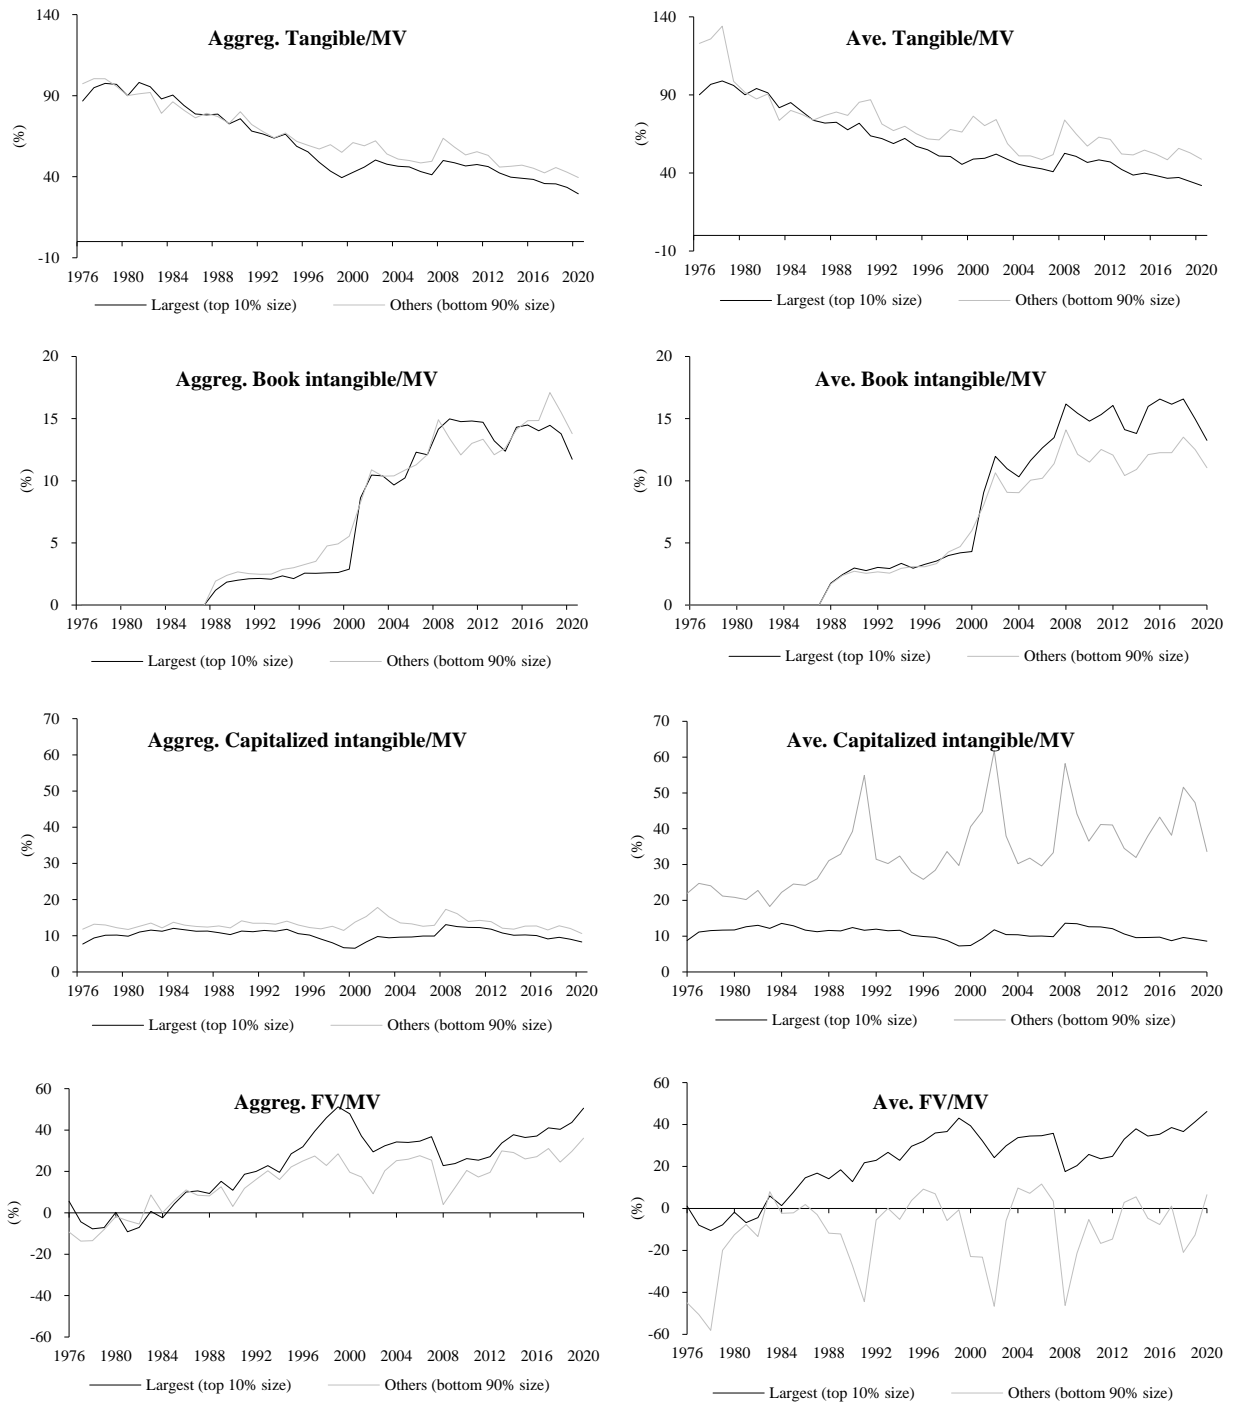 Aggreg. Tangible/MV
140
90
40
-10
(%)
1976 1980 1984 1988 1992 1996 2000 2004 2008 2012 2016 2020
Largest (top 10% size) Others (bottom 90% size)
Ave. Tangible/MV
140
90
40
-10
(%)
1976 1980 1984 1988 1992 1996 2000 2004 2008 2012 2016 2020
Largest (top 10% size) Others (bottom 90% size)
Aggreg. Book intangible/MV
20
15
10
5
0
(%)
1976 1980 1984 1988 1992 1996 2000 2004 2008 2012 2016 2020
Largest (top 10% size) Others (bottom 90% size)
Ave. Book intangible/MV
20
15
10
5
0
(%)
1976 1980 1984 1988 1992 1996 2000 2004 2008 2012 2016 2020
Largest (top 10% size) Others (bottom 90% size)
Aggreg. Capitalized intangible/MV
70
60
50
40
30
20
10
0
(%)
1976 1980 1984 1988 1992 1996 2000 2004 2008 2012 2016 2020
Largest (top 10% size) Others (bottom 90% size)
Ave. Capitalized intangible/MV
70
60
50
40
30
20
10
0
(%)
1976 1980 1984 1988 1992 1996 2000 2004 2008 2012 2016 2020
Largest (top 10% size) Others (bottom 90% size)
Aggreg. FV/MV
60
40
20
0
-20
-40
-60
(%)
1976 1980 1984 1988 1992 1996 2000 2004 2008 2012 2016 2020
Largest (top 10% size) Others (bottom 90% size)
Ave. FV/MV
60
40
20
0
-20
-40
-60
(%)
1976 1980 1984 1988 1992 1996 2000 2004 2008 2012 2016 2020
Largest (top 10% size) Others (bottom 90% size)